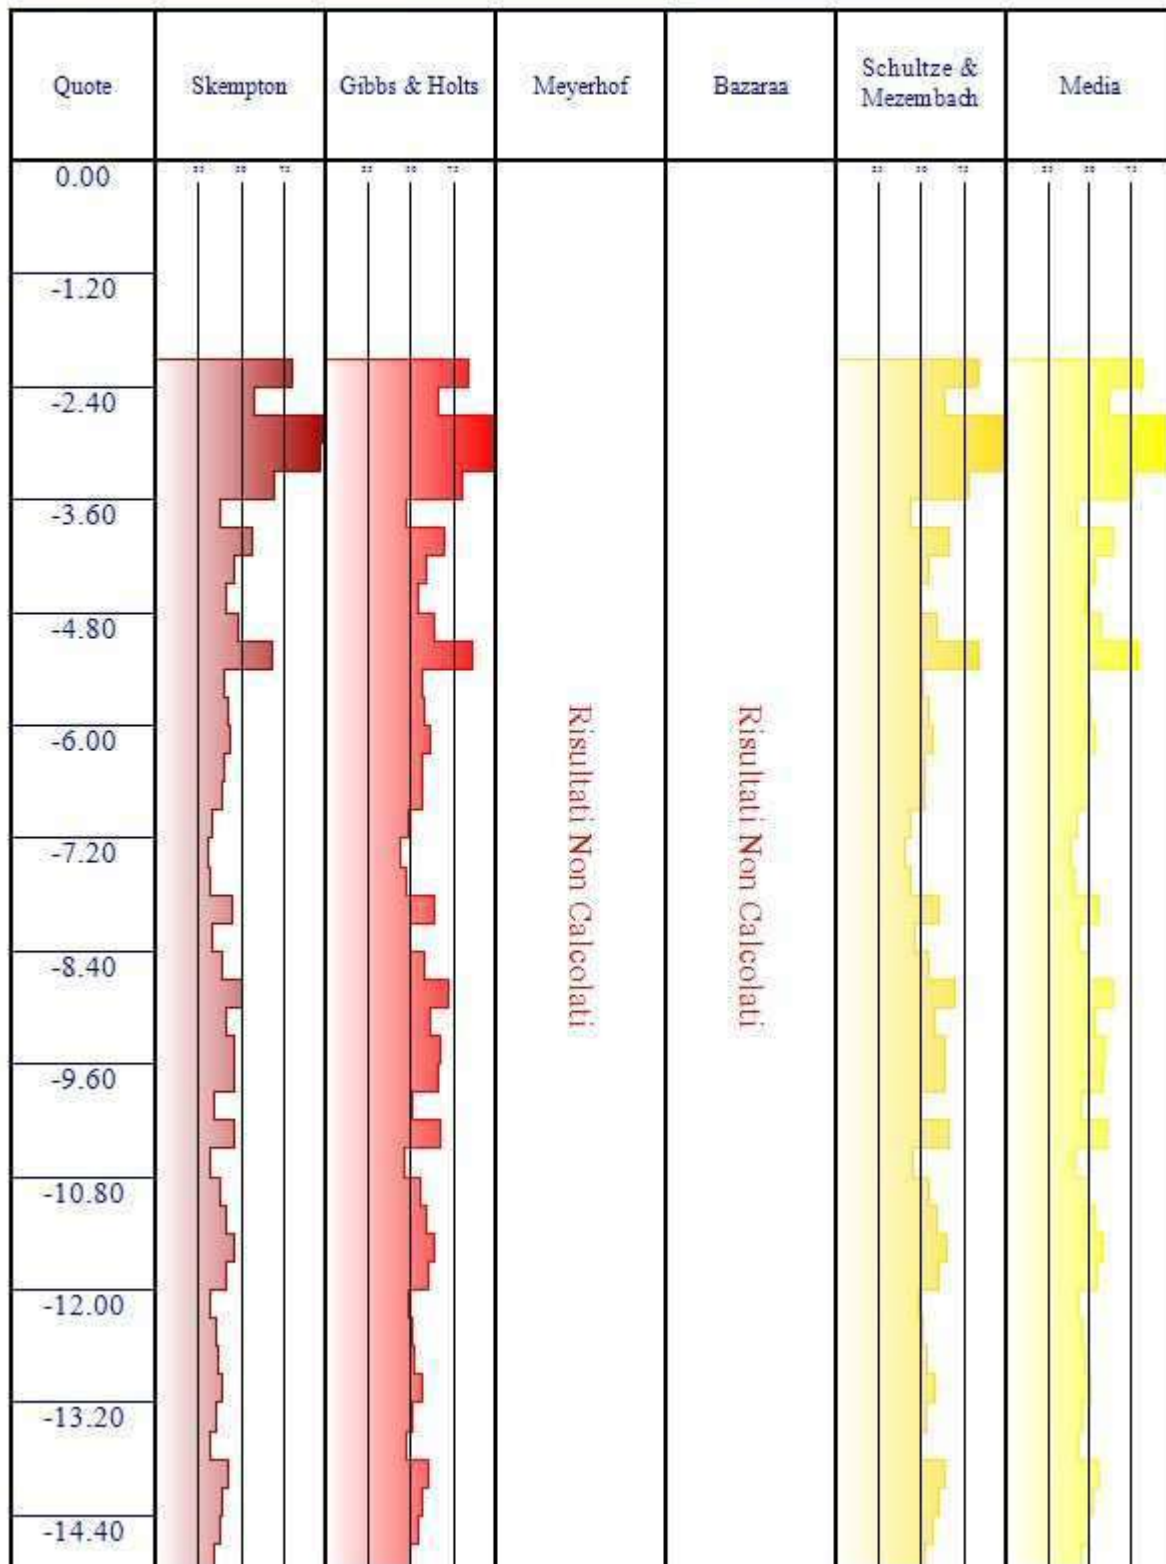 Quote
Skempton
Gibbs & Holts
Meyerhof
Bazaraa
Schultze &
Mezembach
Media
0.00
-1.20
-2.40
-3.60
-4.80
-6.00
-7.20
-8.40
-9.60
-10.80
-12.00
-13.20
-14.40
Risultati Non Calcolati
Risultati Non Calcolati